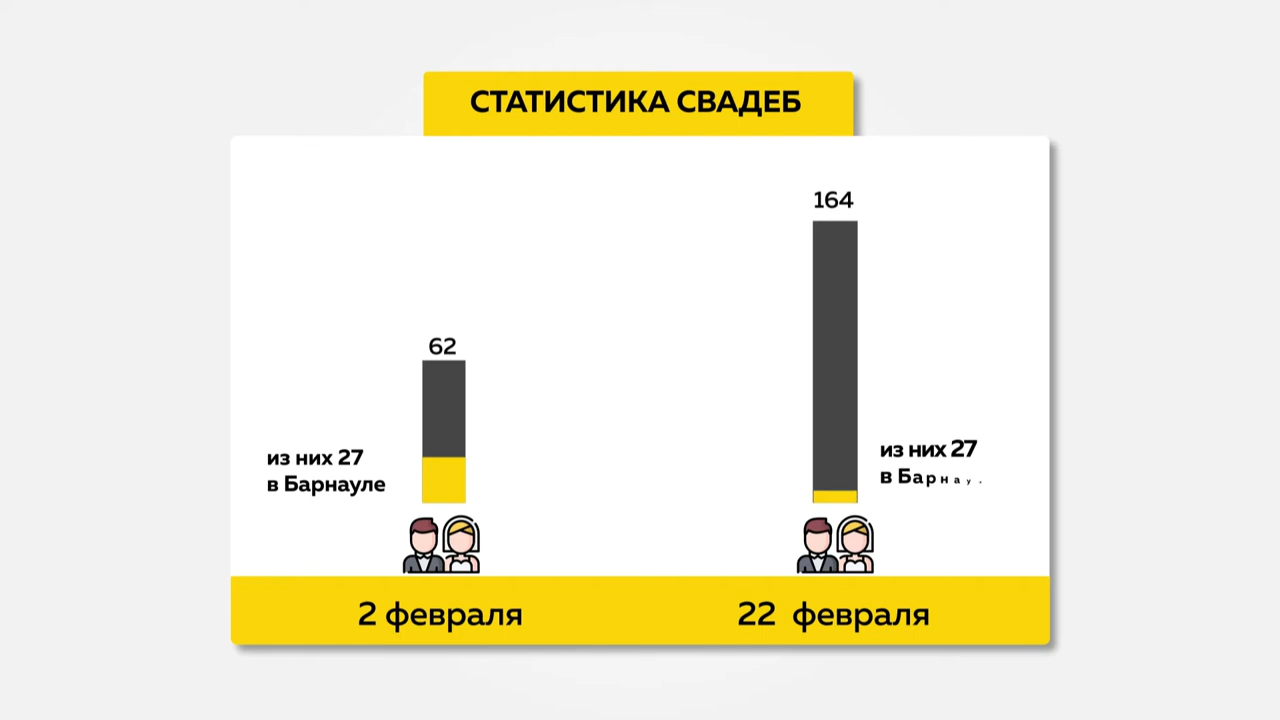 СТАТИСТИКА СВАДЕБ
164
62
из них 27
в Барнауле
из них 27
в
2 февраля
22 февраля